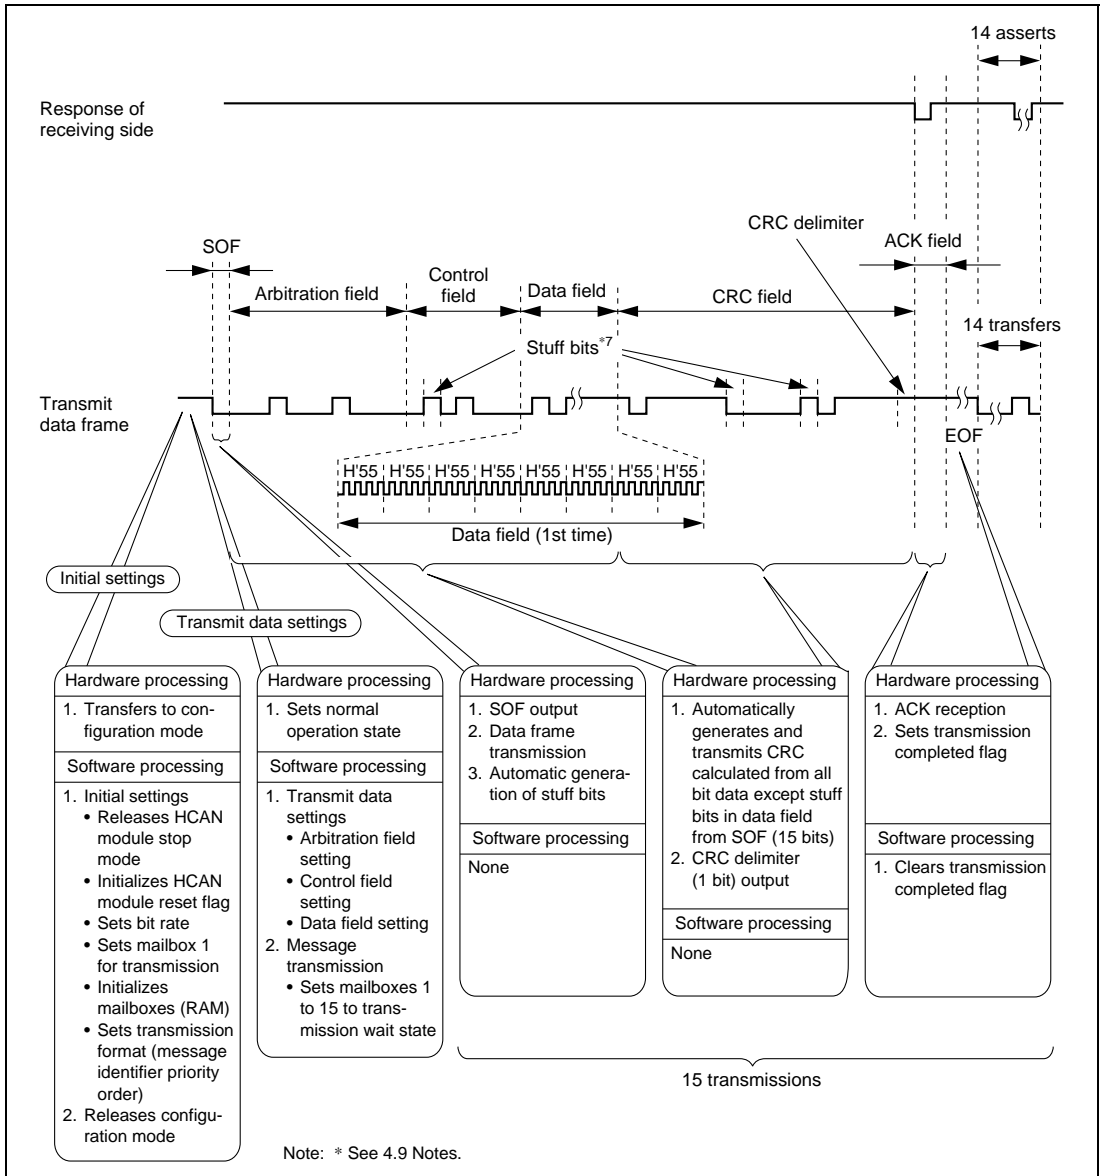 14 asserts
Response of
receiving side
CRC delimiter
SOF
ACK field
Control
field
Arbitration field
Data field
CRC field
14 transfers
Stuff bits*7
Transmit
data frame
EOF
H'55 H'55 H'55 H'55 H'55 H'55 H'55 H'55
Data field (1st time)
Initial settings
Transmit data settings
Hardware processing
1. Transfers to con-
figuration mode
Software processing
1. Initial settings
• Releases HCAN
module stop
mode
• Initializes HCAN
module reset flag
• Sets bit rate
• Sets mailbox 1
for transmission
• Initializes
mailboxes (RAM)
• Sets transmission
format (message
identifier priority
order)
2. Releases configu-
ration mode
Hardware processing
1. Sets normal
operation state
Software processing
1. Transmit data
settings
• Arbitration field
setting
• Control field
setting
• Data field setting
2. Message
transmission
• Sets mailboxes 1
to 15 to trans-
mission wait state
Hardware processing
1. SOF output
2. Data frame
transmission
3. Automatic genera-
tion of stuff bits
Software processing
None
Hardware processing
1. Automatically
generates and
transmits CRC
calculated from all
bit data except stuff
bits in data field
from SOF (15 bits)
2. CRC delimiter
(1 bit) output
Software processing
None
Hardware processing
1. ACK reception
2. Sets transmission
completed flag
Software processing
1. Clears transmission
completed flag
15 transmissions
Note: * See 4.9 Notes.